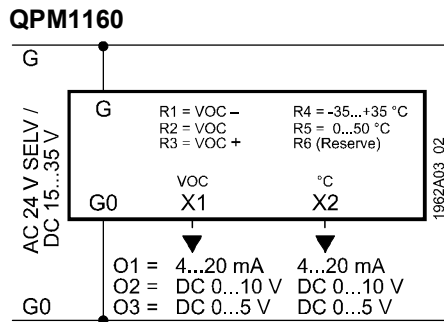 QPM1160
G
AC 24 V SELV /
DC 15...35 V
G
R1 = VOC –
R2 = VOC
R3 = VOC +
R4 = -35...+35 °C
R5 = 0...50 °C
R6 (Reserve)
VOC
°C
G0
X1
X2
1962A03_02
O1 = 4...20 mA 4...20 mA
O2 = DC 0...10 V DC 0...10 V
O3 = DC 0...5 V DC 0...5 V
G0